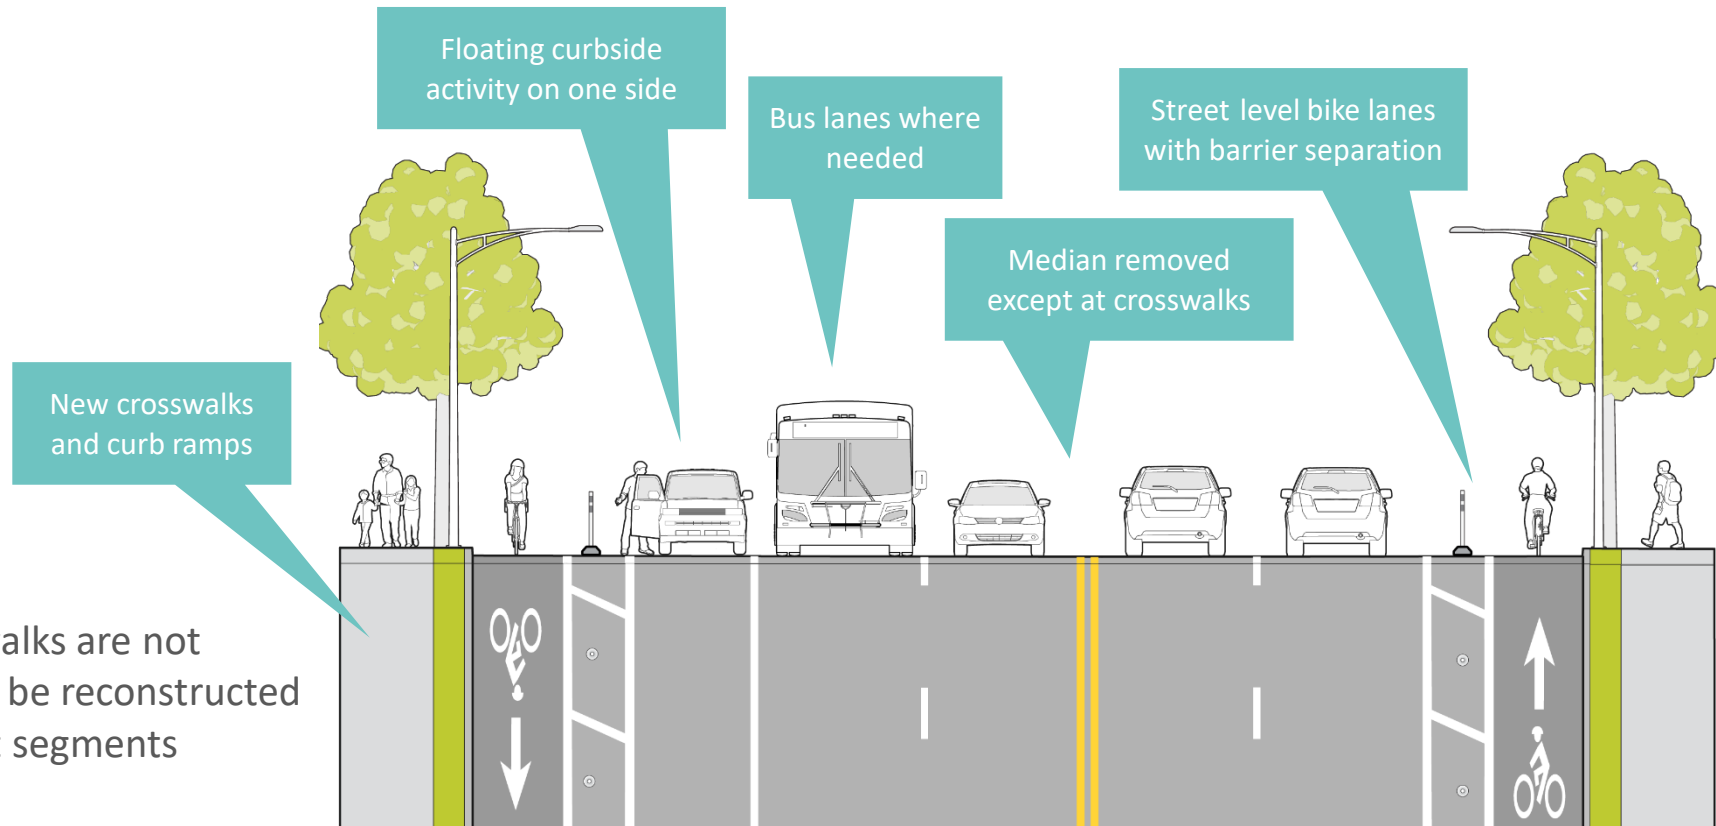 Floating curbside
activity on one side
Bus lanes where
needed
Street level bike lanes
with barrier separation
Median removed
except at crosswalks
New crosswalks
and curb ramps
alks are not
be reconstructed
segments